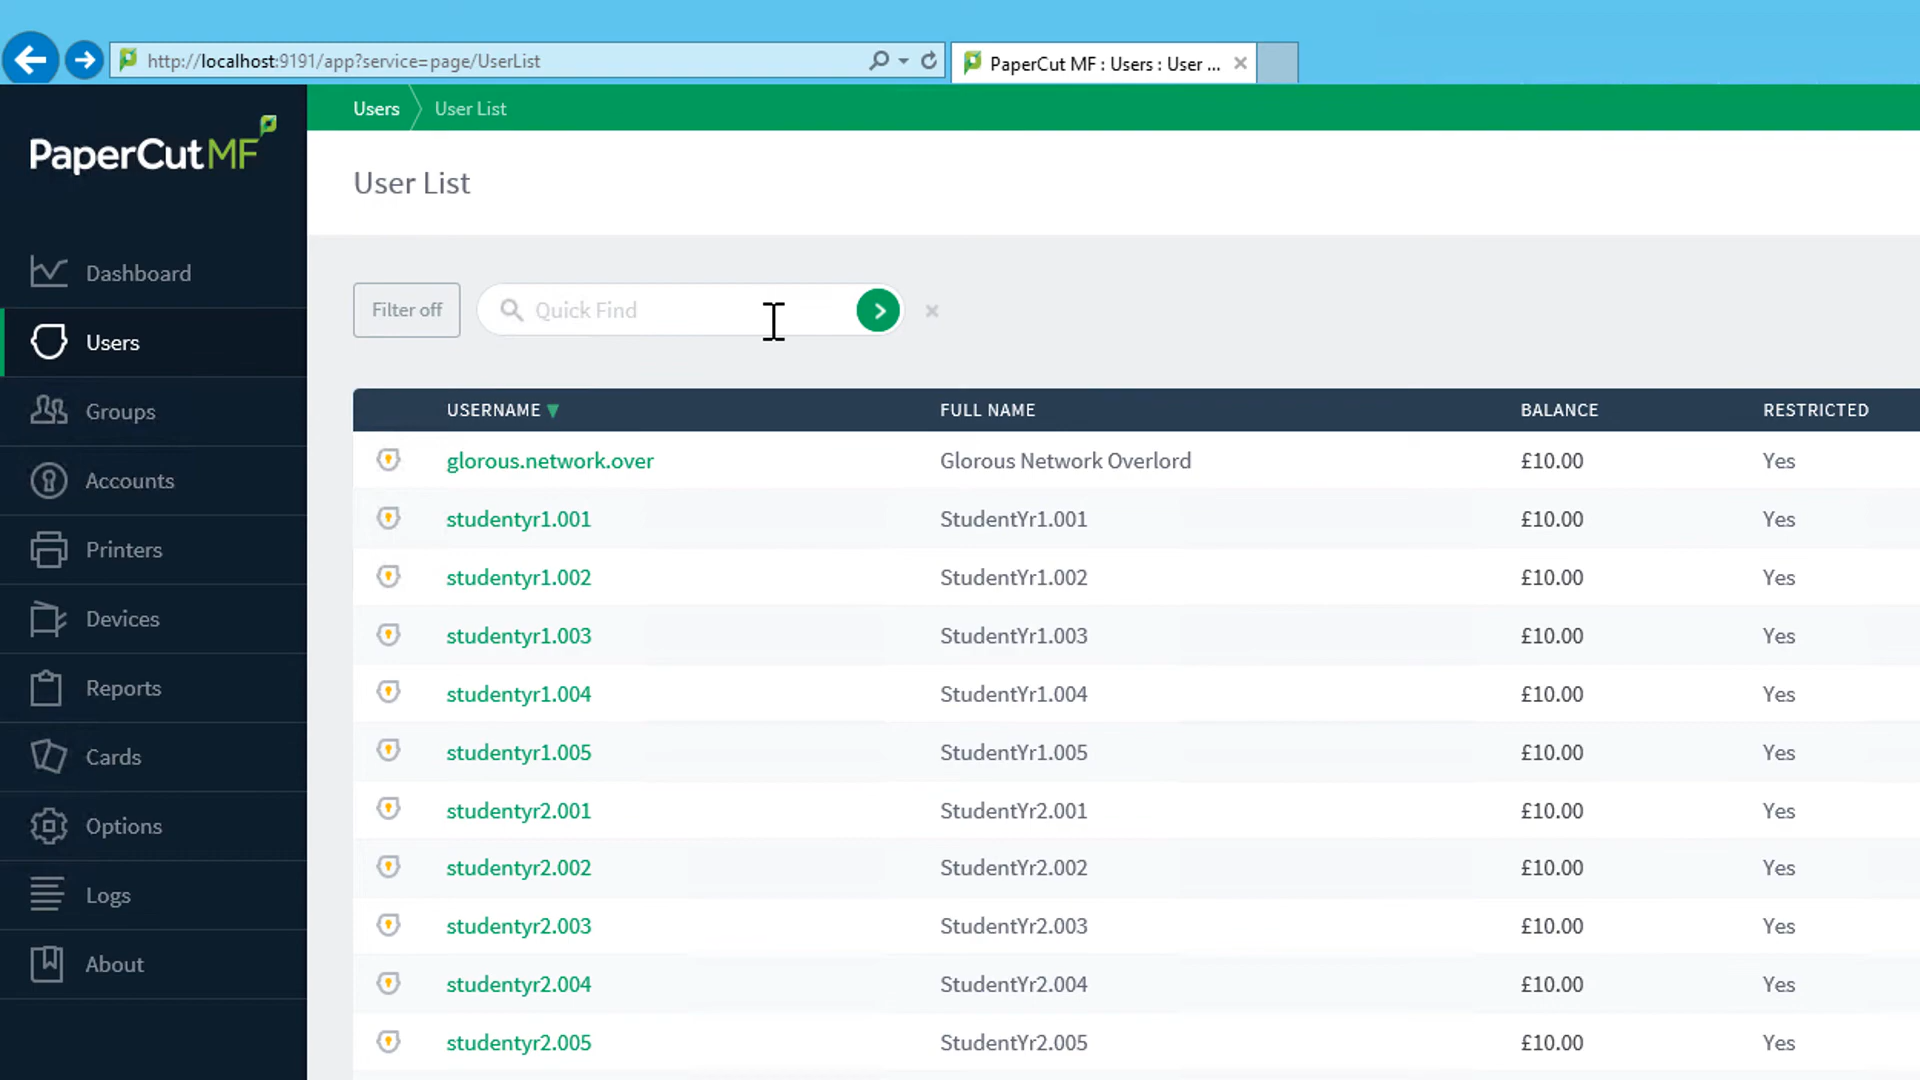 http://localhost:9191/app?service=page/UserList
PaperCut MF : Users : User ...
PaperCutMF
Users
User List
User List
Dashboard
Users
Groups
Accounts
Printers
Devices
Reports
Cards
Options
Logs
About
Filter off
Quick Find
USERNAME FULL NAME BALANCE RESTRICTED
glorous.network.over Glorous Network Overlord £10.00 Yes
studentyr1.001 StudentYr1.001 £10.00 Yes
studentyr1.002 StudentYr1.002 £10.00 Yes
studentyr1.003 StudentYr1.003 £10.00 Yes
studentyr1.004 StudentYr1.004 £10.00 Yes
studentyr1.005 StudentYr1.005 £10.00 Yes
studentyr2.001 StudentYr2.001 £10.00 Yes
studentyr2.002 StudentYr2.002 £10.00 Yes
studentyr2.003 StudentYr2.003 £10.00 Yes
studentyr2.004 StudentYr2.004 £10.00 Yes
studentyr2.005 StudentYr2.005 £10.00 Yes